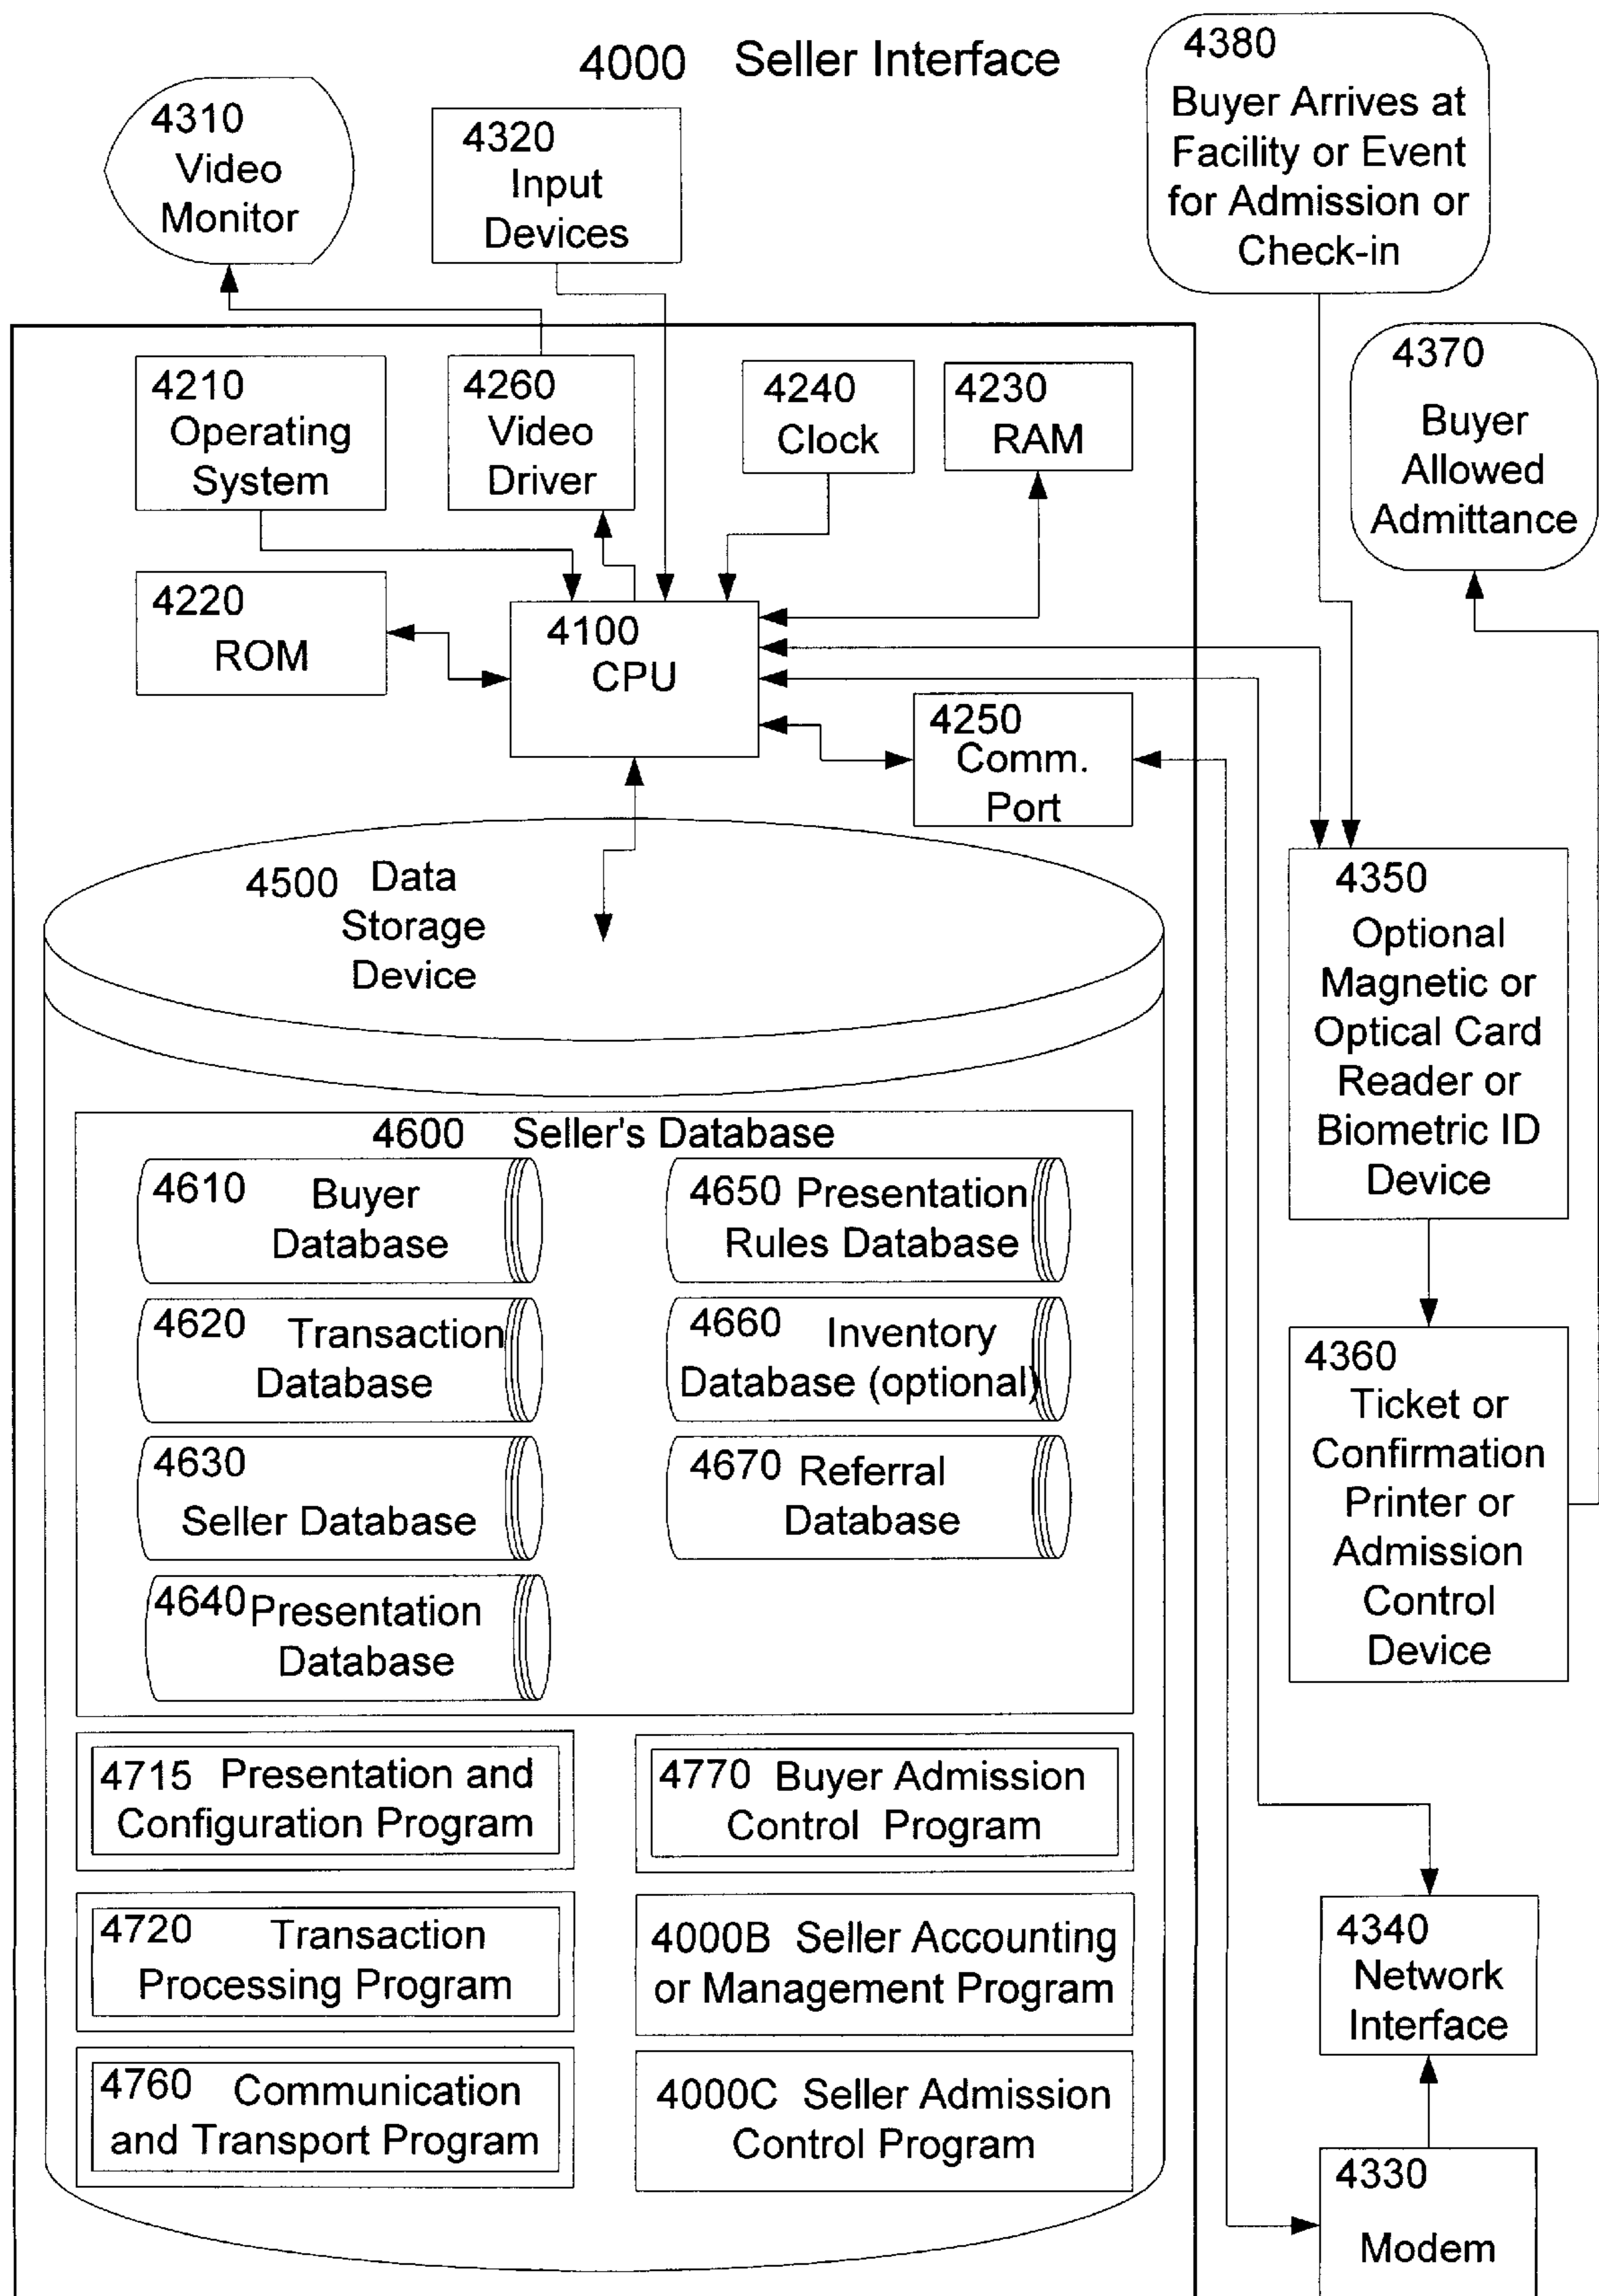 4000 Seller Interface
4310
Video
Monitor
4320
Input
Devices
4380
Buyer Arrives at
Facility or Event
for Admission or
Check-in
4210
Operating
System
4260
Video
Driver
4240
Clock
4230
RAM
4370
Buyer
Allowed
Admittance
4220
ROM
4100
CPU
4250
Comm.
Port
4500 Data
Storage
Device
4350
Optional
Magnetic or
Optical Card
Reader or
Biometric ID
Device
4600 Seller's Database
4610 Buyer
Database
4650 Presentation
Rules Database
4620 Transaction
Database
4660 Inventory
Database (optional)
4630
Seller Database
4670 Referral
Database
4640 Presentation
Database
4360
Ticket or
Confirmation
Printer or
Admission
Control
Device
4715 Presentation and
Configuration Program
4770 Buyer Admission
Control Program
4720 Transaction
Processing Program
4000B Seller Accounting
or Management Program
4760 Communication
and Transport Program
4000C Seller Admission
Control Program
4340
Network
Interface
4330
Modem